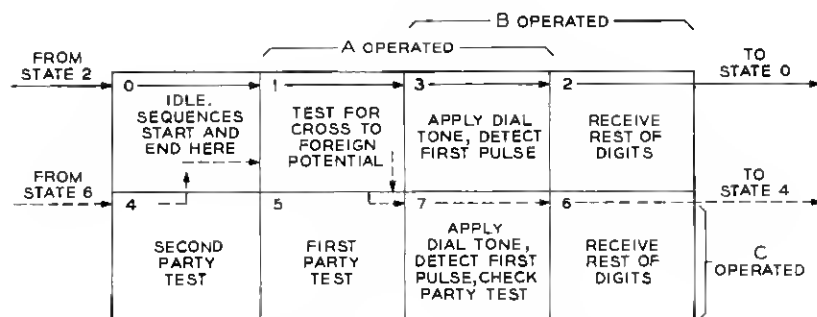 B OPERATED
A OPERATED
FROM
STATE 2
TO
STATE 0
0
IDLE.
SEQUENCES
START AND
END HERE
1
TEST FOR
CROSS TO
FOREIGN
POTENTIAL
3
APPLY DIAL
TONE, DETECT
FIRST PULSE
2
RECEIVE
REST OF
DIGITS
FROM
STATE 6
TO
STATE 4
4
SECOND
PARTY
TEST
5
FIRST
PARTY
TEST
7
APPLY
DIAL TONE,
DETECT FIRST
PULSE, CHECK
PARTY TEST
6
RECEIVE
REST OF
DIGITS
C
OPERATED